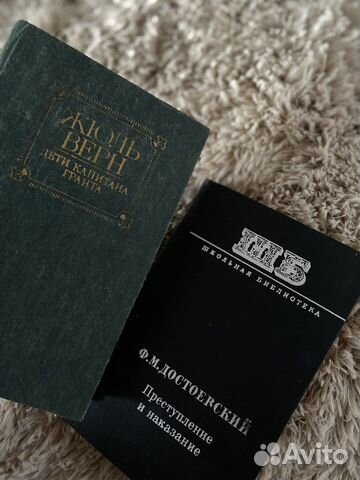 ЖЮЛЬ
ВЕРН
ДЕТИ КАПИТАНА
ГРАНТА
ШБ
ШКОЛЬНАЯ БИБЛИОТЕКА
Ф.М.ДОСТОЕВСКИЙ
Преступление
и наказание
Avito